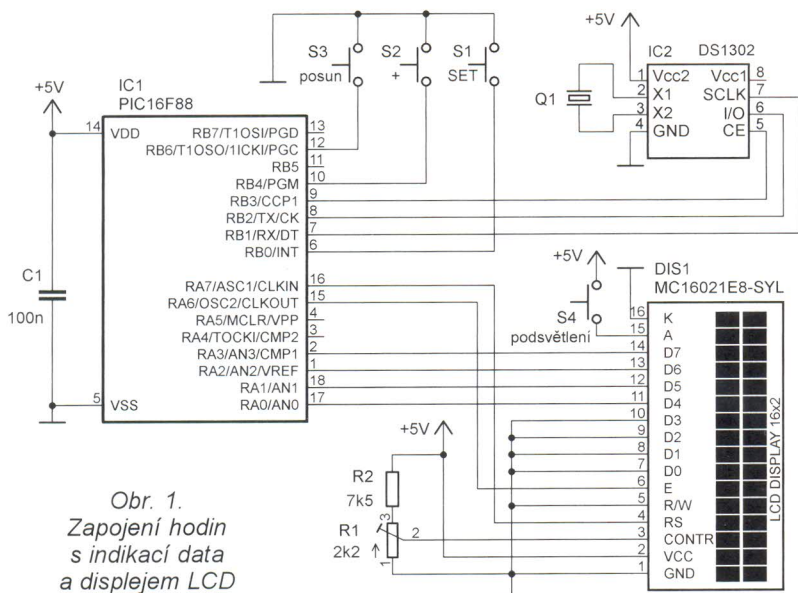 +5V
IC1
PIC16F88
14
VDD
RB7/T1OSI/PGD
13
RB6/T1OSO/1ICKI/PGC
12
RB5
11
RB4/PGM
10
RB3/CCP1
9
RB2/TX/CK
8
RB1/RX/DT
7
RB0/INT
6
RA7/ASC1/CLKIN
16
RA6/OSC2/CLKOUT
15
RA5/MCLR/VPP
4
RA4/TOCKI/CMP2
3
RA3/AN3/CMP1
2
RA2/AN2/VREF
1
RA1/AN1
18
RA0/AN0
17
5
VSS
C1
100n
S3
posun
S2
+
S1
SET
+5V
IC2
DS1302
Q1
1
Vcc2
2
X1
3
X2
4
GND
Vcc1
8
SCLK
7
I/O
6
CE
5
+5V
S4
podsvětlení
DIS1
MC16021E8-SYL
16
K
15
A
14
D7
13
D6
12
D5
11
D4
10
D3
9
D2
8
D1
7
D0
6
E
5
R/W
4
RS
3
CONTR
2
VCC
1
GND
LCD DISPLAY 16x2
+5V
R2
7k5
R1
2k2
3
2
1
Obr. 1.
Zapojení hodin
s indikací data
a displejem LCD